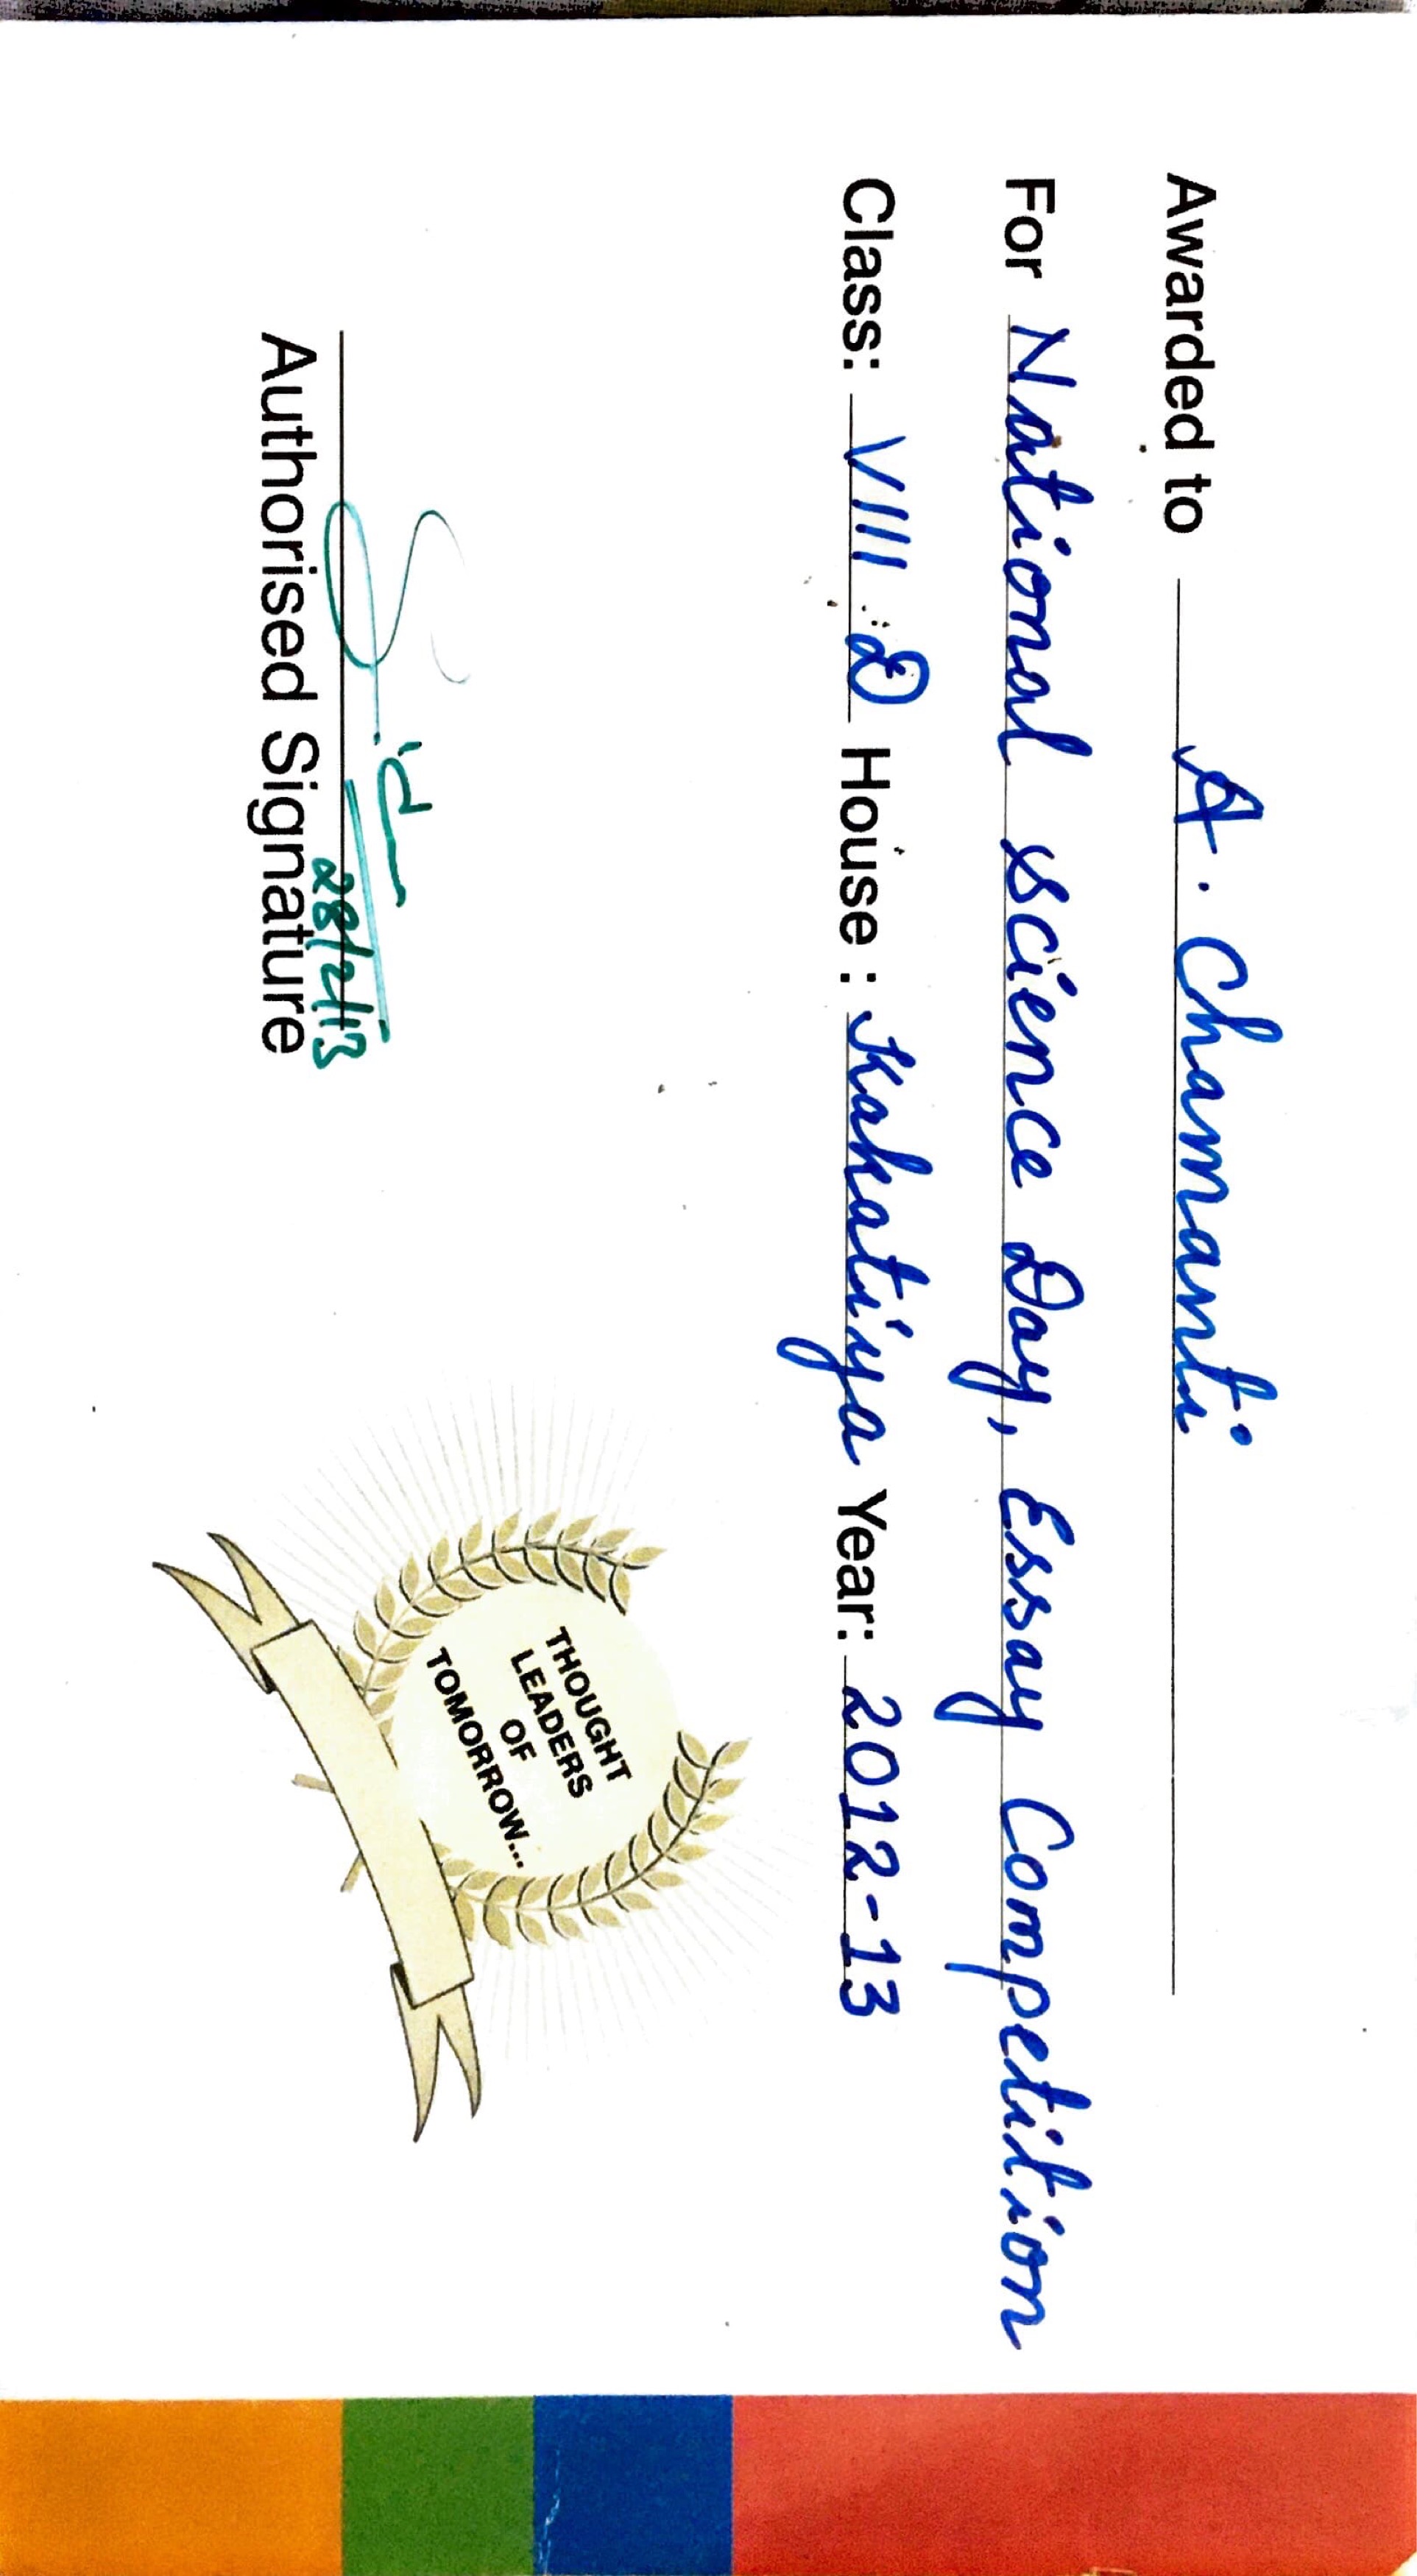 Awarded to A. Chamanti
For National science Day, Essay Competition
Class: VIII D House : Kakatiya Year: 2012-13
28/2/13
Authorised Signature
THOUGHT
LEADERS
OF
TOMORROW...